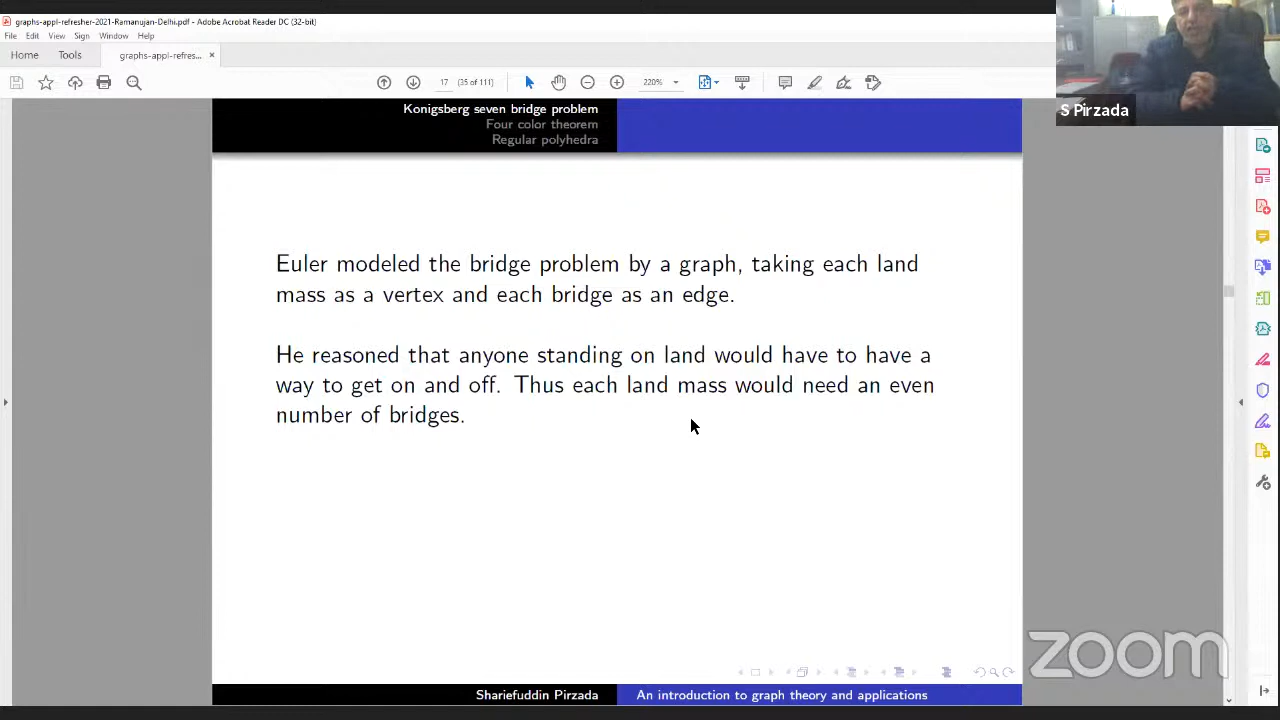 graphs-appl-refresher-2021-Ramanujan-Delhi.pdf - Adobe Acrobat Reader DC (32-bit)
File Edit View Sign Window Help
Home Tools graphs-appl-refres... ×
17 (35 of 111) 220%
S Pirzada
Konigsberg seven bridge problem
Four color theorem
Regular polyhedra
Euler modeled the bridge problem by a graph, taking each land
mass as a vertex and each bridge as an edge.
He reasoned that anyone standing on land would have to have a
way to get on and off. Thus each land mass would need an even
number of bridges.
zoom
Shariefuddin Pirzada An introduction to graph theory and applications